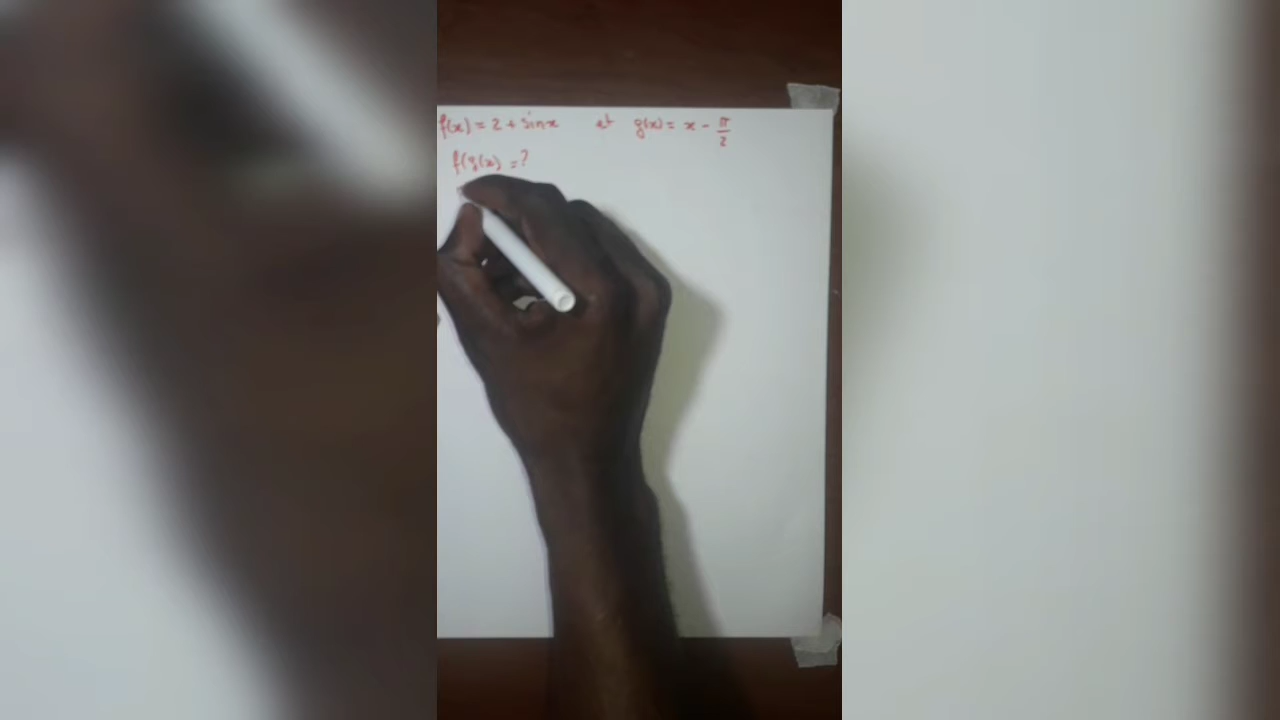 f(x) = 2 + sin x et g(x) = x - π/2
f(g(x) = ?